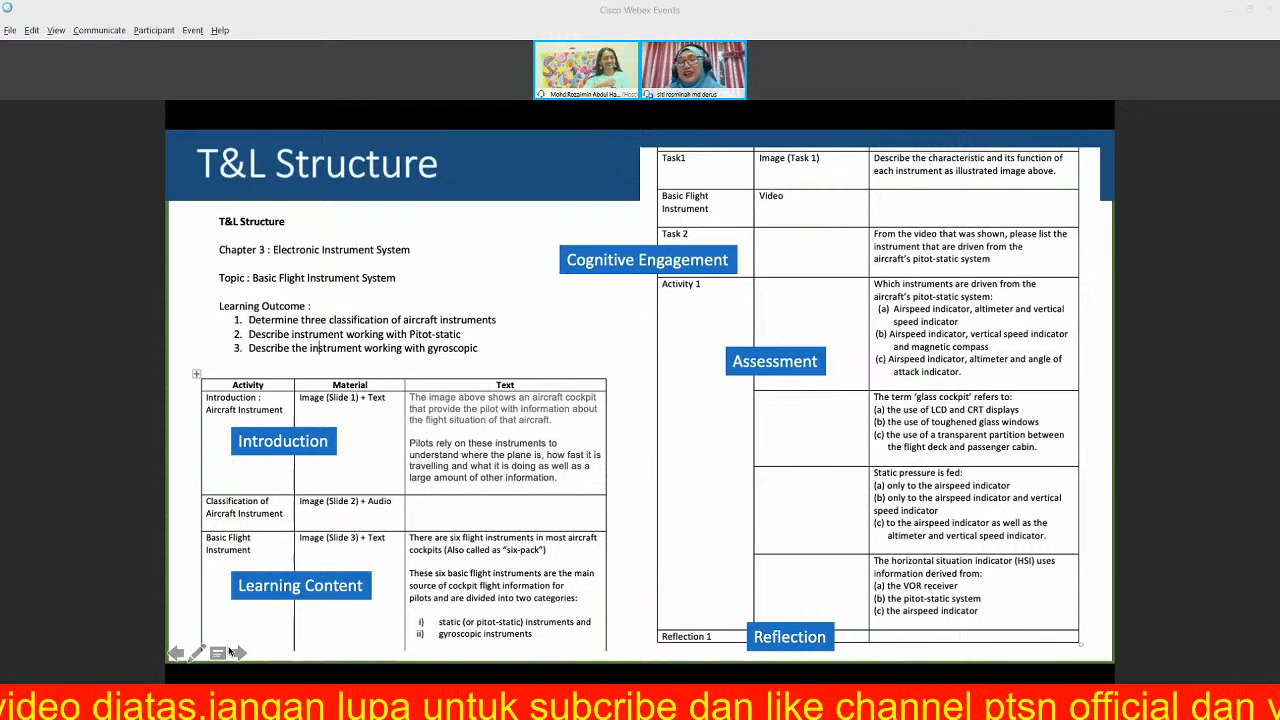 Cisco Webex Events
File Edit View Communicate Participant Event Help
Mohd Rozaimin Abdul Ha... (Host)
siti rosminah md derus
T&L Structure
T&L Structure
Chapter 3 : Electronic Instrument System
Topic : Basic Flight Instrument System
Learning Outcome :
1. Determine three classification of aircraft instruments
2. Describe instrument working with Pitot-static
3. Describe the instrument working with gyroscopic
Activity Material Text
Introduction :
Aircraft Instrument
Image (Slide 1) + Text
The image above shows an aircraft cockpit
that provide the pilot with information about
the flight situation of that aircraft.
Pilots rely on these instruments to
understand where the plane is, how fast it is
travelling and what it is doing as well as a
large amount of other information.
Introduction
Classification of
Aircraft Instrument
Image (Slide 2) + Audio
Basic Flight
Instrument
Image (Slide 3) + Text
There are six flight instruments in most aircraft
cockpits (Also called as “six-pack”)
These six basic flight instruments are the main
source of cockpit flight information for
pilots and are divided into two categories:
i) static (or pitot-static) instruments and
ii) gyroscopic instruments
Learning Content
Task1
Image (Task 1)
Describe the characteristic and its function of
each instrument as illustrated image above.
Basic Flight
Instrument
Video
Task 2
From the video that was shown, please list the
instrument that are driven from the
aircraft’s pitot-static system
Cognitive Engagement
Activity 1
Which instruments are driven from the
aircraft’s pitot-static system:
(a) Airspeed indicator, altimeter and vertical
speed indicator
(b) Airspeed indicator, vertical speed indicator
and magnetic compass
(c) Airspeed indicator, altimeter and angle of
attack indicator.
Assessment
The term ‘glass cockpit’ refers to:
(a) the use of LCD and CRT displays
(b) the use of toughened glass windows
(c) the use of a transparent partition between
the flight deck and passenger cabin.
Static pressure is fed:
(a) only to the airspeed indicator
(b) only to the airspeed indicator and vertical
speed indicator
(c) to the airspeed indicator as well as the
altimeter and vertical speed indicator.
The horizontal situation indicator (HSI) uses
information derived from:
(a) the VOR receiver
(b) the pitot-static system
(c) the airspeed indicator
Reflection 1
Reflection
video diatas,jangan lupa untuk subcribe dan like channel ptsn official dan